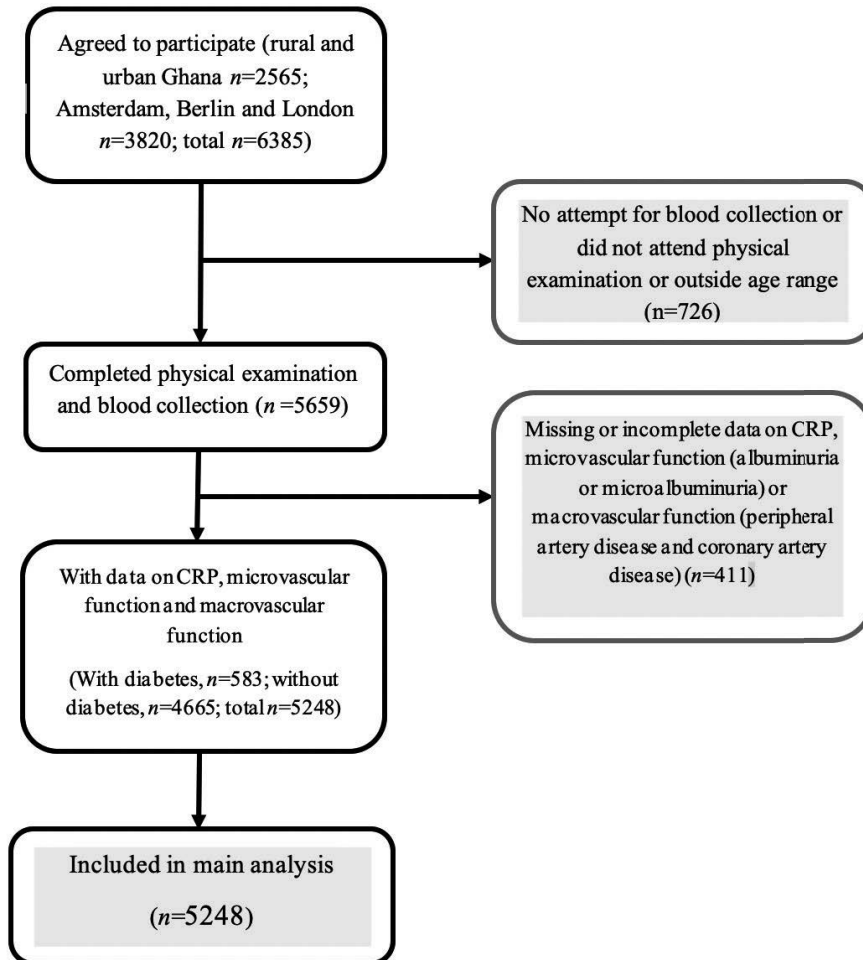 Agreed to participate (rural and
urban Ghana n=2565;
Amsterdam, Berlin and London
n=3820; total n=6385)
No attempt for blood collection or
did not attend physical
examination or outside age range
(n=726)
Completed physical examination
and blood collection (n =5659)
Missing or incomplete data on CRP,
microvascular function (albuminuria
or microalbuminuria) or
macrovascular function (peripheral
artery disease and coronary artery
disease) (n=411)
With data on CRP, microvascular
function and macrovascular
function
(With diabetes, n=583; without
diabetes, n=4665; total n=5248)
Included in main analysis
(n=5248)